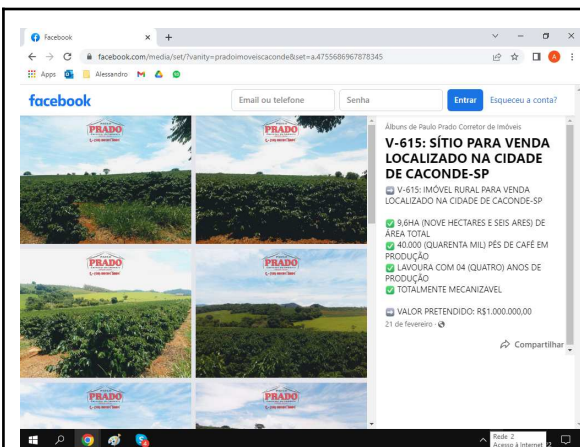 Facebook
facebook.com/media/set/?vanity=pradoimoveiscaconde&set=a.4755686967878345
Apps
Alessandro
facebook
Email ou telefone
Senha
Entrar
Esqueceu a conta?
PRADO
PRADO
PRADO
PRADO
PRADO
PRADO
Álbuns de Paulo Prado Corretor de Imóveis
V-615: SÍTIO PARA VENDA
LOCALIZADO NA CIDADE
DE CACONDE-SP
➡️ V-615: IMÓVEL RURAL PARA VENDA
LOCALIZADO NA CIDADE DE CACONDE-SP
✅ 9,6HA (NOVE HECTARES E SEIS ARES) DE
ÁREA TOTAL
✅ 40.000 (QUARENTA MIL) PÉS DE CAFÉ EM
PRODUÇÃO
✅ LAVOURA COM 04 (QUATRO) ANOS DE
PRODUÇÃO
✅ TOTALMENTE MECANIZAVEL
➡️ VALOR PRETENDIDO: R$1.000.000,00
21 de fevereiro ·
Compartilhar
Rede 2
Acesso à Internet